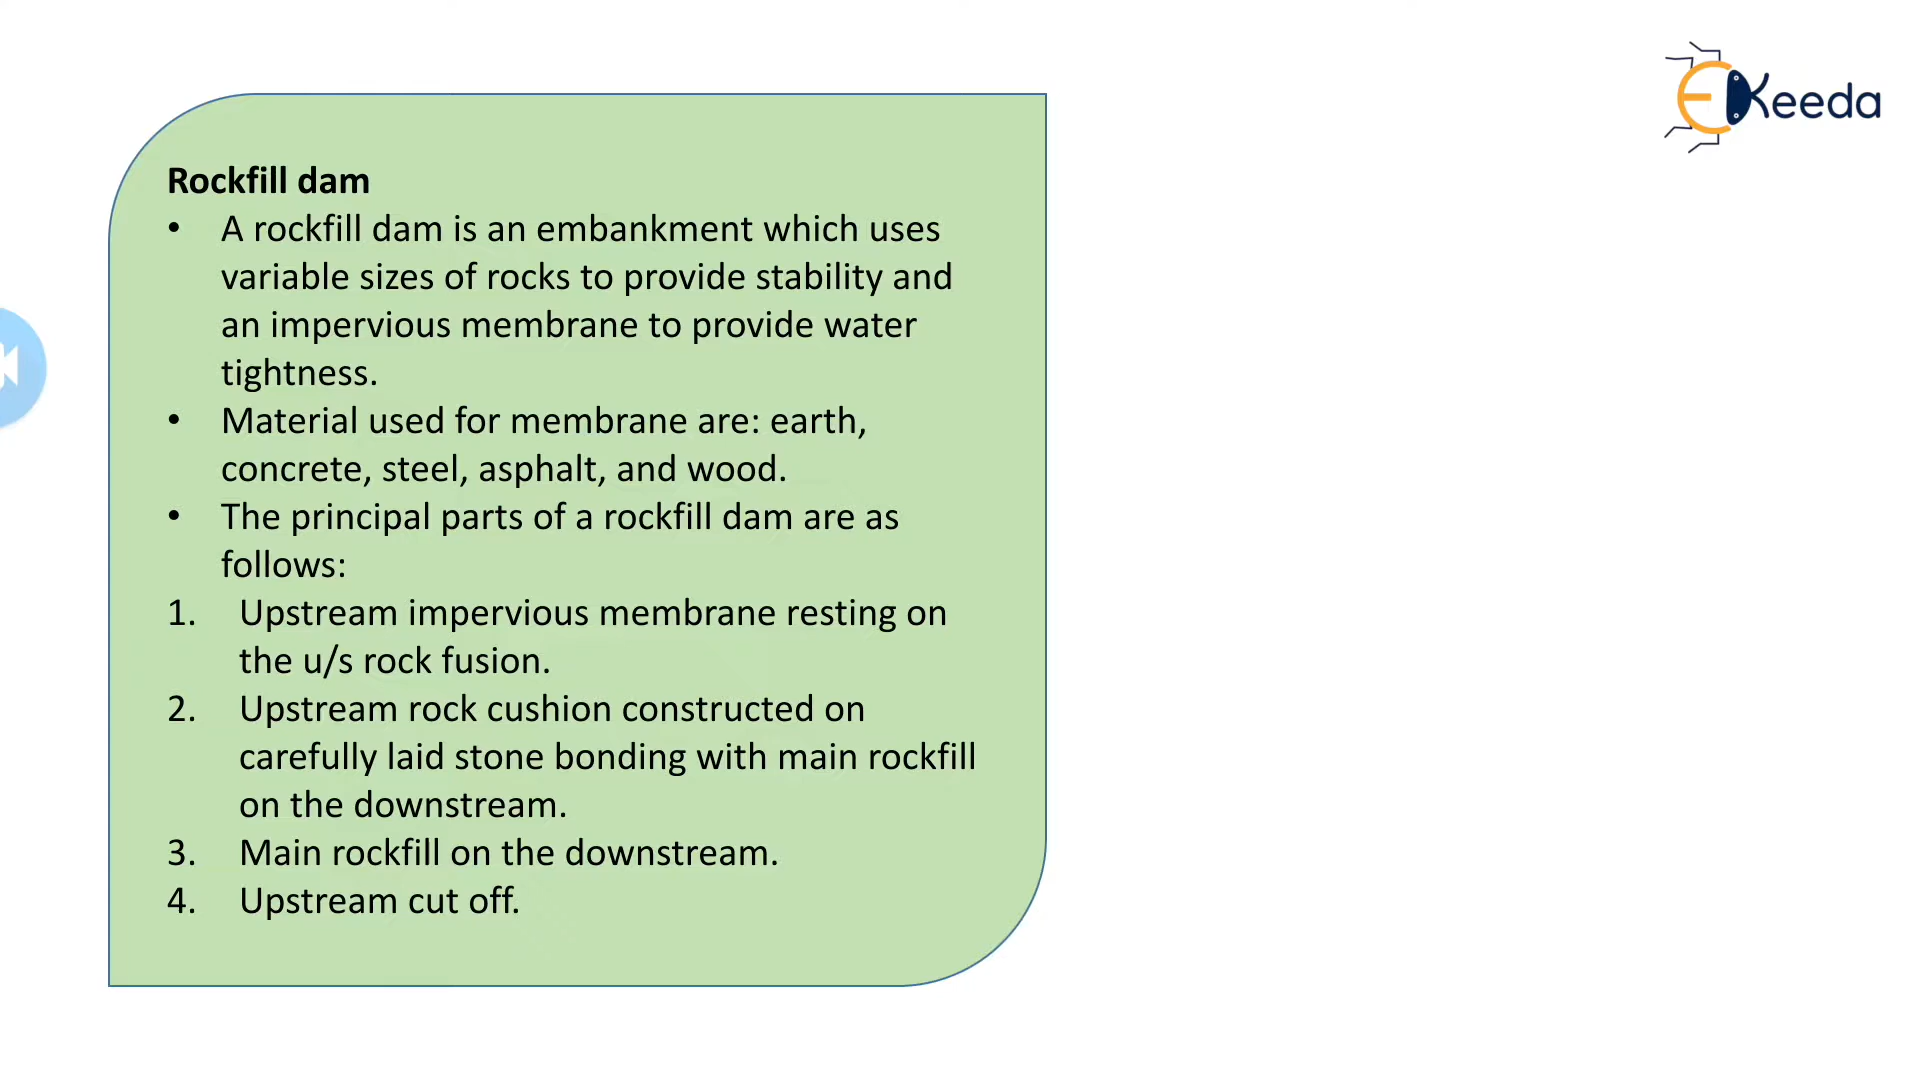 EKeeda
Rockfill dam
• A rockfill dam is an embankment which uses
variable sizes of rocks to provide stability and
an impervious membrane to provide water
tightness.
• Material used for membrane are: earth,
concrete, steel, asphalt, and wood.
• The principal parts of a rockfill dam are as
follows:
1. Upstream impervious membrane resting on
the u/s rock fusion.
2. Upstream rock cushion constructed on
carefully laid stone bonding with main rockfill
on the downstream.
3. Main rockfill on the downstream.
4. Upstream cut off.